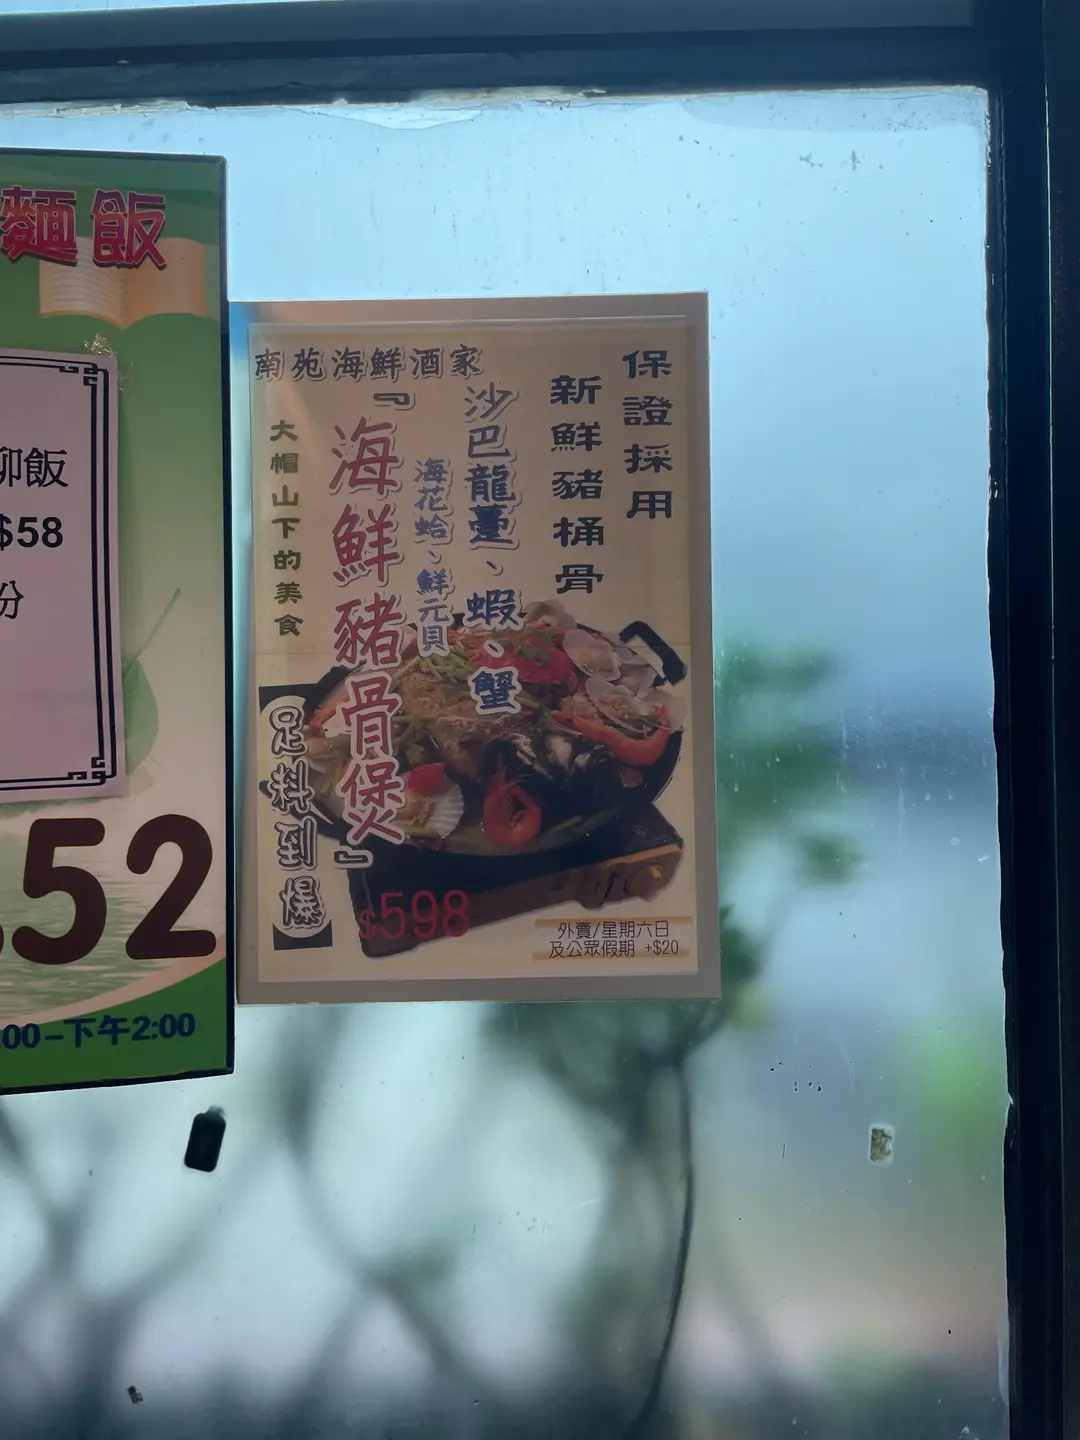 麵飯
柳飯
$58
份
52
:00-下午2:00
南苑海鮮酒家
保證採用
新鮮豬桶骨
沙巴龍躉、蝦、蟹
海花蛤、鮮元貝
『海鮮豬骨煲』
大帽山下的美食
足料到爆
$598
外賣/星期六日
及公眾假期 +$20